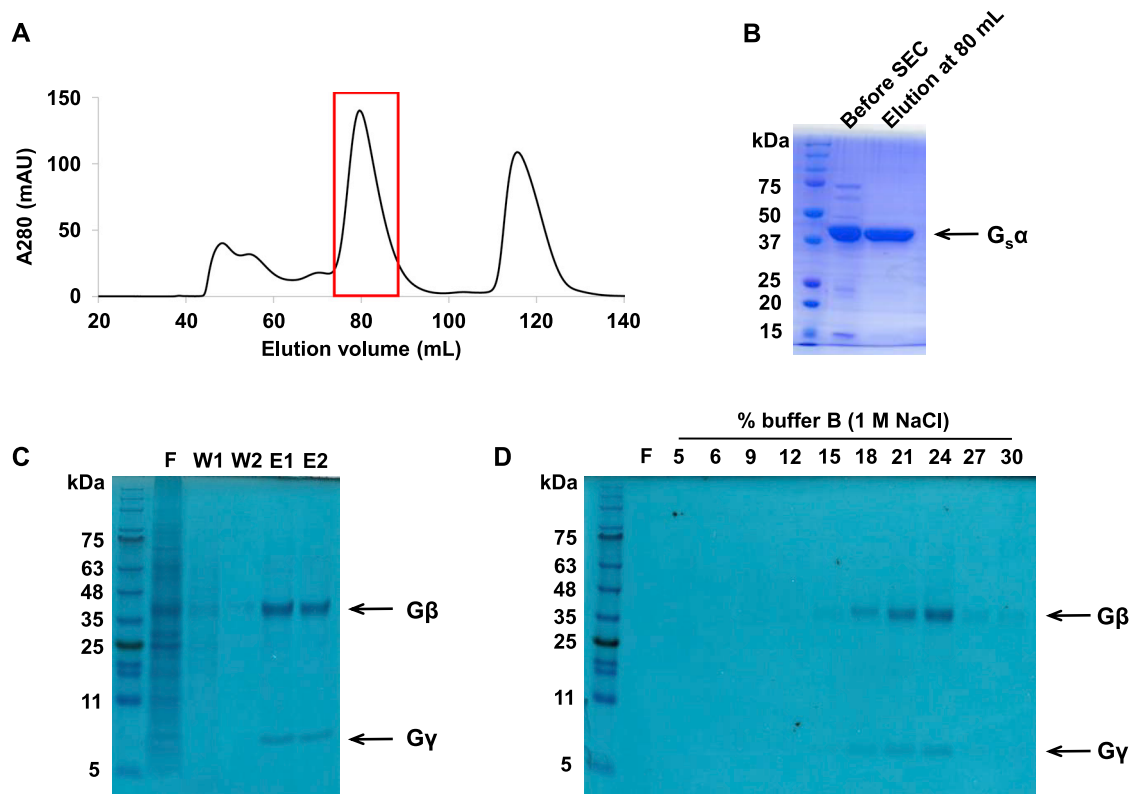 A
A280 (mAU)
150
100
50
0
20 40 60 80 100 120 140
Elution volume (mL)
B
Before SEC
Elution at 80 mL
kDa
75
50
37
25
20
15
Gₛα
C
F W1 W2 E1 E2
kDa
75
63
48
35
25
11
5
Gβ
Gγ
D
% buffer B (1 M NaCl)
F 5 6 9 12 15 18 21 24 27 30
kDa
75
63
48
35
25
11
5
Gβ
Gγ